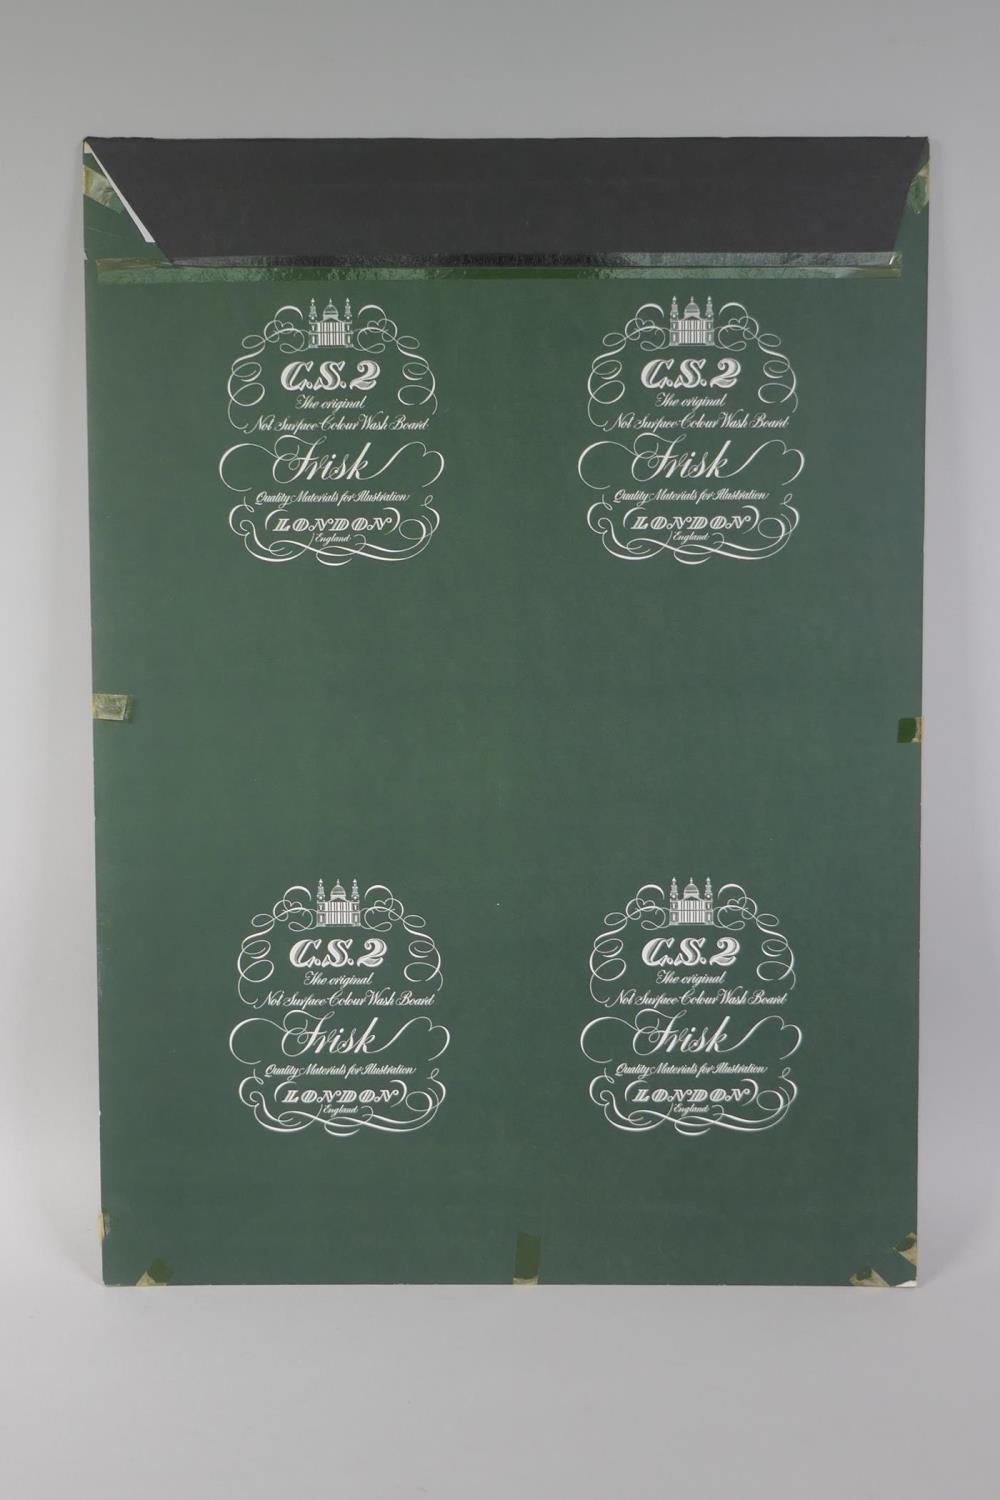 C.S.2
The original
Not Surface Colour Wash Board
Frisk
Quality Materials for Illustration
LONDON
England
C.S.2
The original
Not Surface Colour Wash Board
Frisk
Quality Materials for Illustration
LONDON
England
C.S.2
The original
Not Surface Colour Wash Board
Frisk
Quality Materials for Illustration
LONDON
England
C.S.2
The original
Not Surface Colour Wash Board
Frisk
Quality Materials for Illustration
LONDON
England